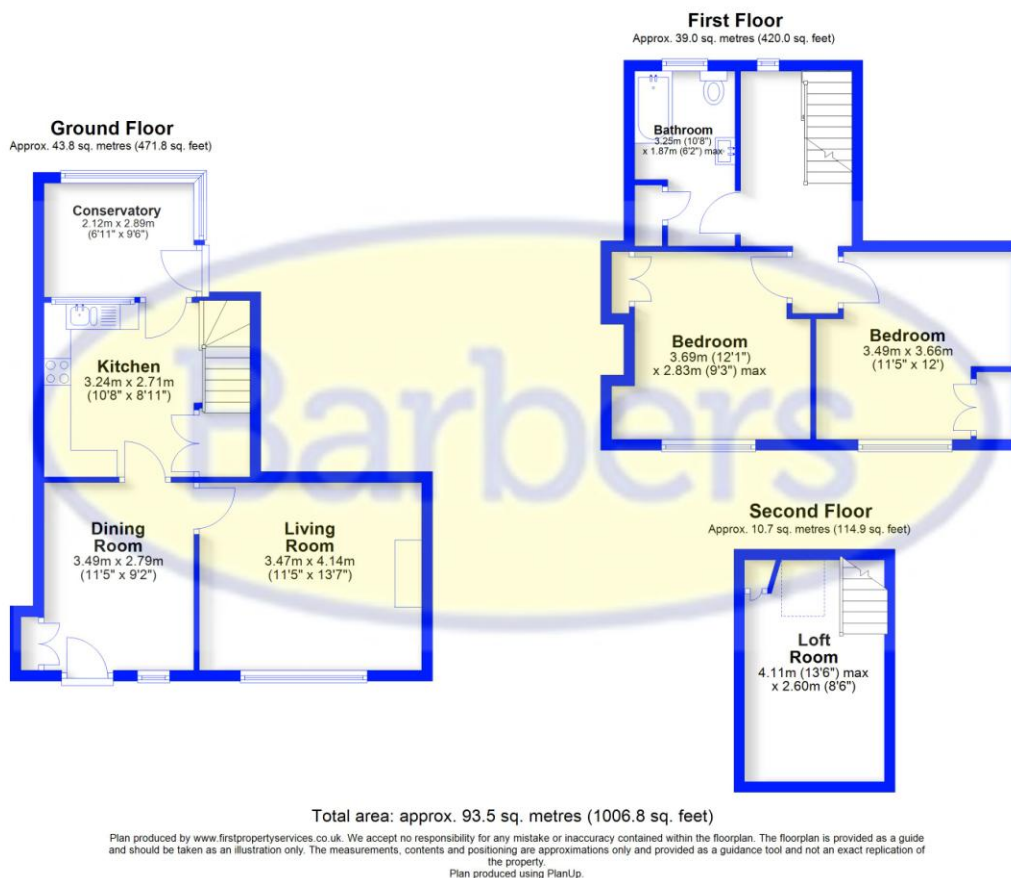 First Floor
Approx. 39.0 sq. metres (420.0 sq. feet)
Bathroom
3.25m (10'8")
x 1.87m (6'2") max
Bedroom
3.69m (12'1")
x 2.83m (9'3") max
Bedroom
3.49m x 3.66m
(11'5" x 12')
Ground Floor
Approx. 43.8 sq. metres (471.8 sq. feet)
Conservatory
2.12m x 2.89m
(6'11" x 9'6")
Kitchen
3.24m x 2.71m
(10'8" x 8'11")
Dining
Room
3.49m x 2.79m
(11'5" x 9'2")
Living
Room
3.47m x 4.14m
(11'5" x 13'7")
Barbers
Second Floor
Approx. 10.7 sq. metres (114.9 sq. feet)
Loft
Room
4.11m (13'6") max
x 2.60m (8'6")
Total area: approx. 93.5 sq. metres (1006.8 sq. feet)
Plan produced by www.firstpropertyservices.co.uk. We accept no responsibility for any mistake or inaccuracy contained within the floorplan. The floorplan is provided as a guide
and should be taken as an illustration only. The measurements, contents and positioning are approximations only and provided as a guidance tool and not an exact replication of
the property.
Plan produced using PlanUp.